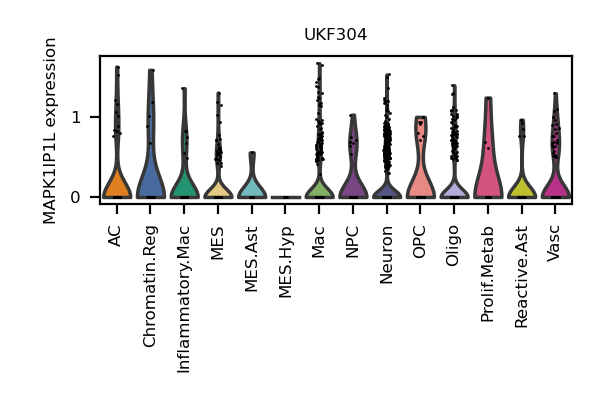 UKF304
MAPK1IP1L expression
1
0
AC
Chromatin.Reg
Inflammatory.Mac
MES
MES.Ast
MES.Hyp
Mac
NPC
Neuron
OPC
Oligo
Prolif.Metab
Reactive.Ast
Vasc